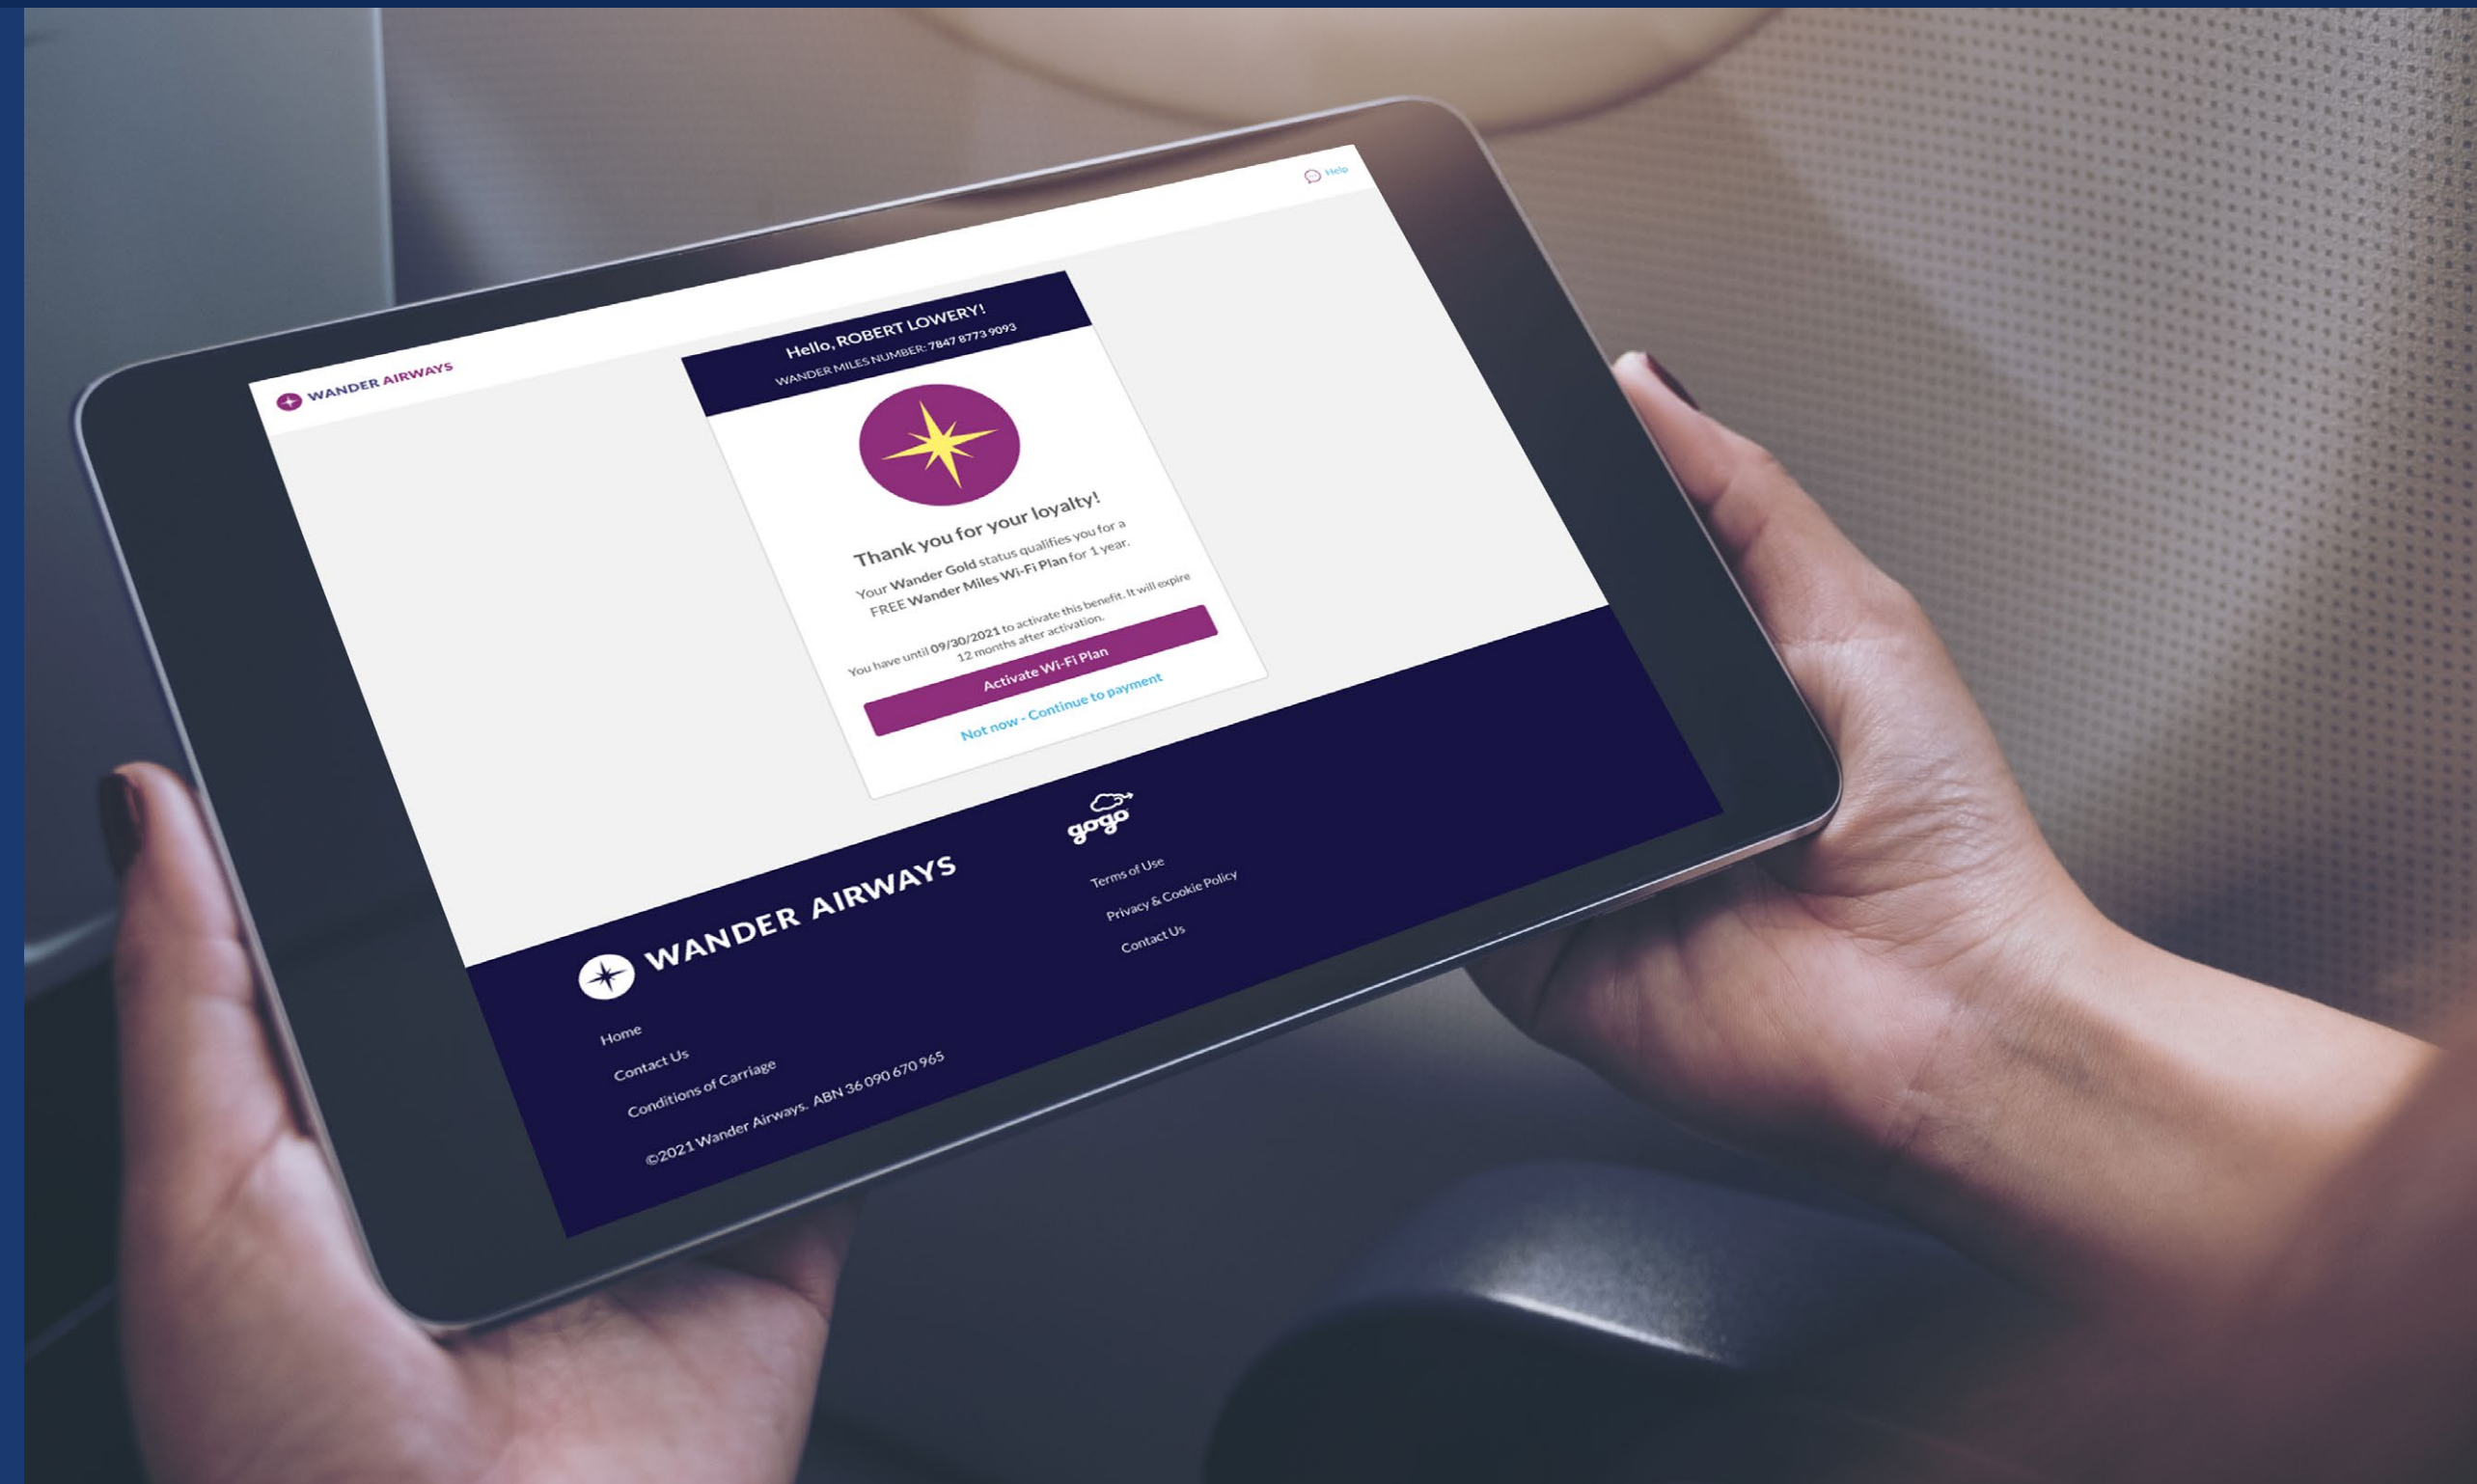 WANDER AIRWAYS
Help
Hello, ROBERT LOWERY!
WANDER MILES NUMBER: 7847 8773 9093
Thank you for your loyalty!
Your Wander Gold status qualifies you for a
FREE Wander Miles Wi-Fi Plan for 1 year.
You have until 09/30/2021 to activate this benefit. It will expire
12 months after activation.
Activate Wi-Fi Plan
Not now - Continue to payment
WANDER AIRWAYS
Home
Contact Us
Conditions of Carriage
©2021 Wander Airways. ABN 36 090 670 965
gogo
Terms of Use
Privacy & Cookie Policy
Contact Us